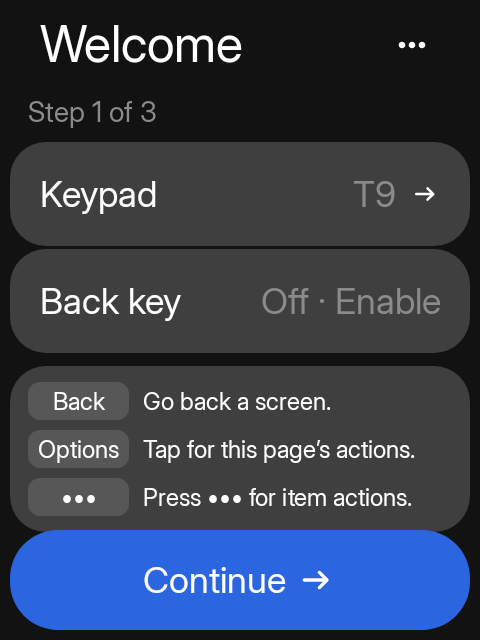 Welcome •••
Step 1 of 3
Keypad T9 →
Back key Off · Enable
Back Go back a screen.
Options Tap for this page’s actions.
••• Press ••• for item actions.
Continue →